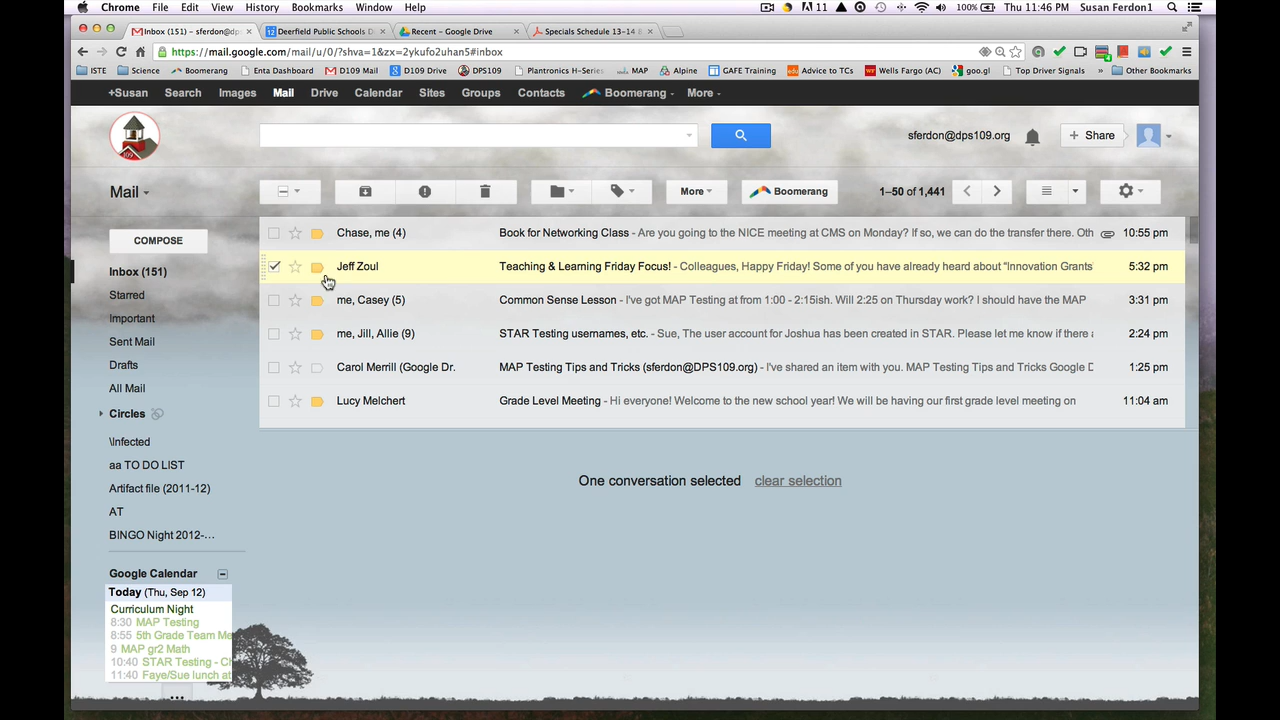 Chrome File Edit View History Bookmarks Window Help 11 100% Thu 11:46 PM Susan Ferdon1
Inbox (151) – sferdon@dp Deerfield Public Schools D Recent – Google Drive Specials Schedule 13–14
https://mail.google.com/mail/u/0/?shva=1&zx=2ykufo2uhan5#inbox
ISTE Science Boomerang Enta Dashboard D109 Mail D109 Drive DPS109 Plantronics H–Serie MAP Alpine GAFE Training Advice to TCs Wells Fargo (AC) goo.gl Top Driver Signals » Other Bookmarks
+Susan Search Images Mail Drive Calendar Sites Groups Contacts Boomerang More
109
sferdon@dps109.org + Share
Mail More Boomerang 1–50 of 1,441
COMPOSE
Chase, me (4) Book for Networking Class - Are you going to the NICE meeting at CMS on Monday? If so, we can do the transfer there. Oth 10:55 pm
Inbox (151)
Jeff Zoul Teaching & Learning Friday Focus! - Colleagues, Happy Friday! Some of you have already heard about “Innovation Grants 5:32 pm
Starred
me, Casey (5) Common Sense Lesson - I've got MAP Testing at from 1:00 - 2:15ish. Will 2:25 on Thursday work? I should have the MAP 3:31 pm
Important
me, Jill, Allie (9) STAR Testing usernames, etc. - Sue, The user account for Joshua has been created in STAR. Please let me know if there a 2:24 pm
Sent Mail
Drafts
Carol Merrill (Google Dr. MAP Testing Tips and Tricks (sferdon@DPS109.org) - I've shared an item with you. MAP Testing Tips and Tricks Google D 1:25 pm
All Mail
Lucy Melchert Grade Level Meeting - Hi everyone! Welcome to the new school year! We will be having our first grade level meeting on 11:04 am
Circles
\Infected
aa TO DO LIST
Artifact file (2011-12)
AT
BINGO Night 2012-...
One conversation selected clear selection
Google Calendar
Today (Thu, Sep 12)
Curriculum Night
8:30 MAP Testing
8:55 5th Grade Team Me
9 MAP gr2 Math
10:40 STAR Testing - Ch
11:40 Faye/Sue lunch at
...